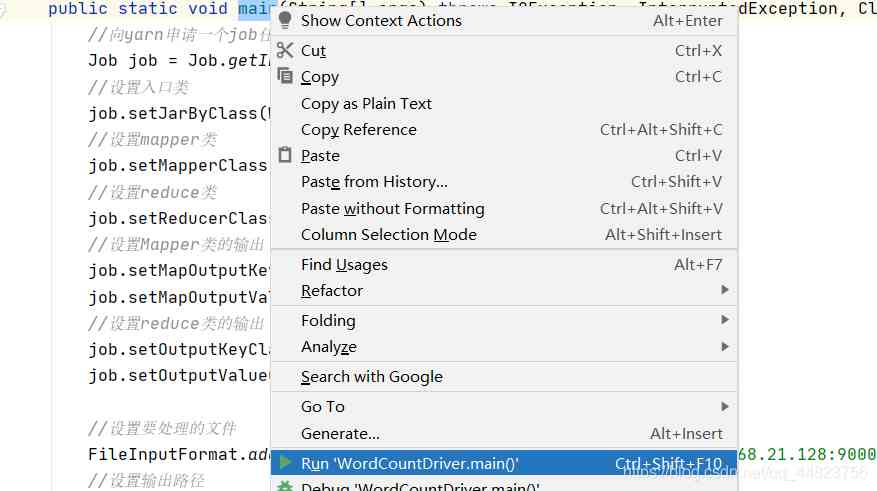 public static void main(String[] args) throws IOException, InterruptedException, Cl
//向yarn申请一个job任
Job job = Job.getI
//设置入口类
job.setJarByClass(W
//设置mapper类
job.setMapperClass
//设置reduce类
job.setReducerClass
//设置Mapper类的输出
job.setMapOutputKey
job.setMapOutputVal
//设置reduce类的输出
job.setOutputKeyCla
job.setOutputValue
//设置要处理的文件
FileInputFormat.add
68.21.128:9000
//设置输出路径
Show Context Actions Alt+Enter
Cut Ctrl+X
Copy Ctrl+C
Copy as Plain Text
Copy Reference Ctrl+Alt+Shift+C
Paste Ctrl+V
Paste from History... Ctrl+Shift+V
Paste without Formatting Ctrl+Alt+Shift+V
Column Selection Mode Alt+Shift+Insert
Find Usages Alt+F7
Refactor
Folding
Analyze
Search with Google
Go To
Generate... Alt+Insert
Run 'WordCountDriver.main()' Ctrl+Shift+F10
Debug 'WordCountDriver.main()'
https://blog.csdn.net/qq_44823756